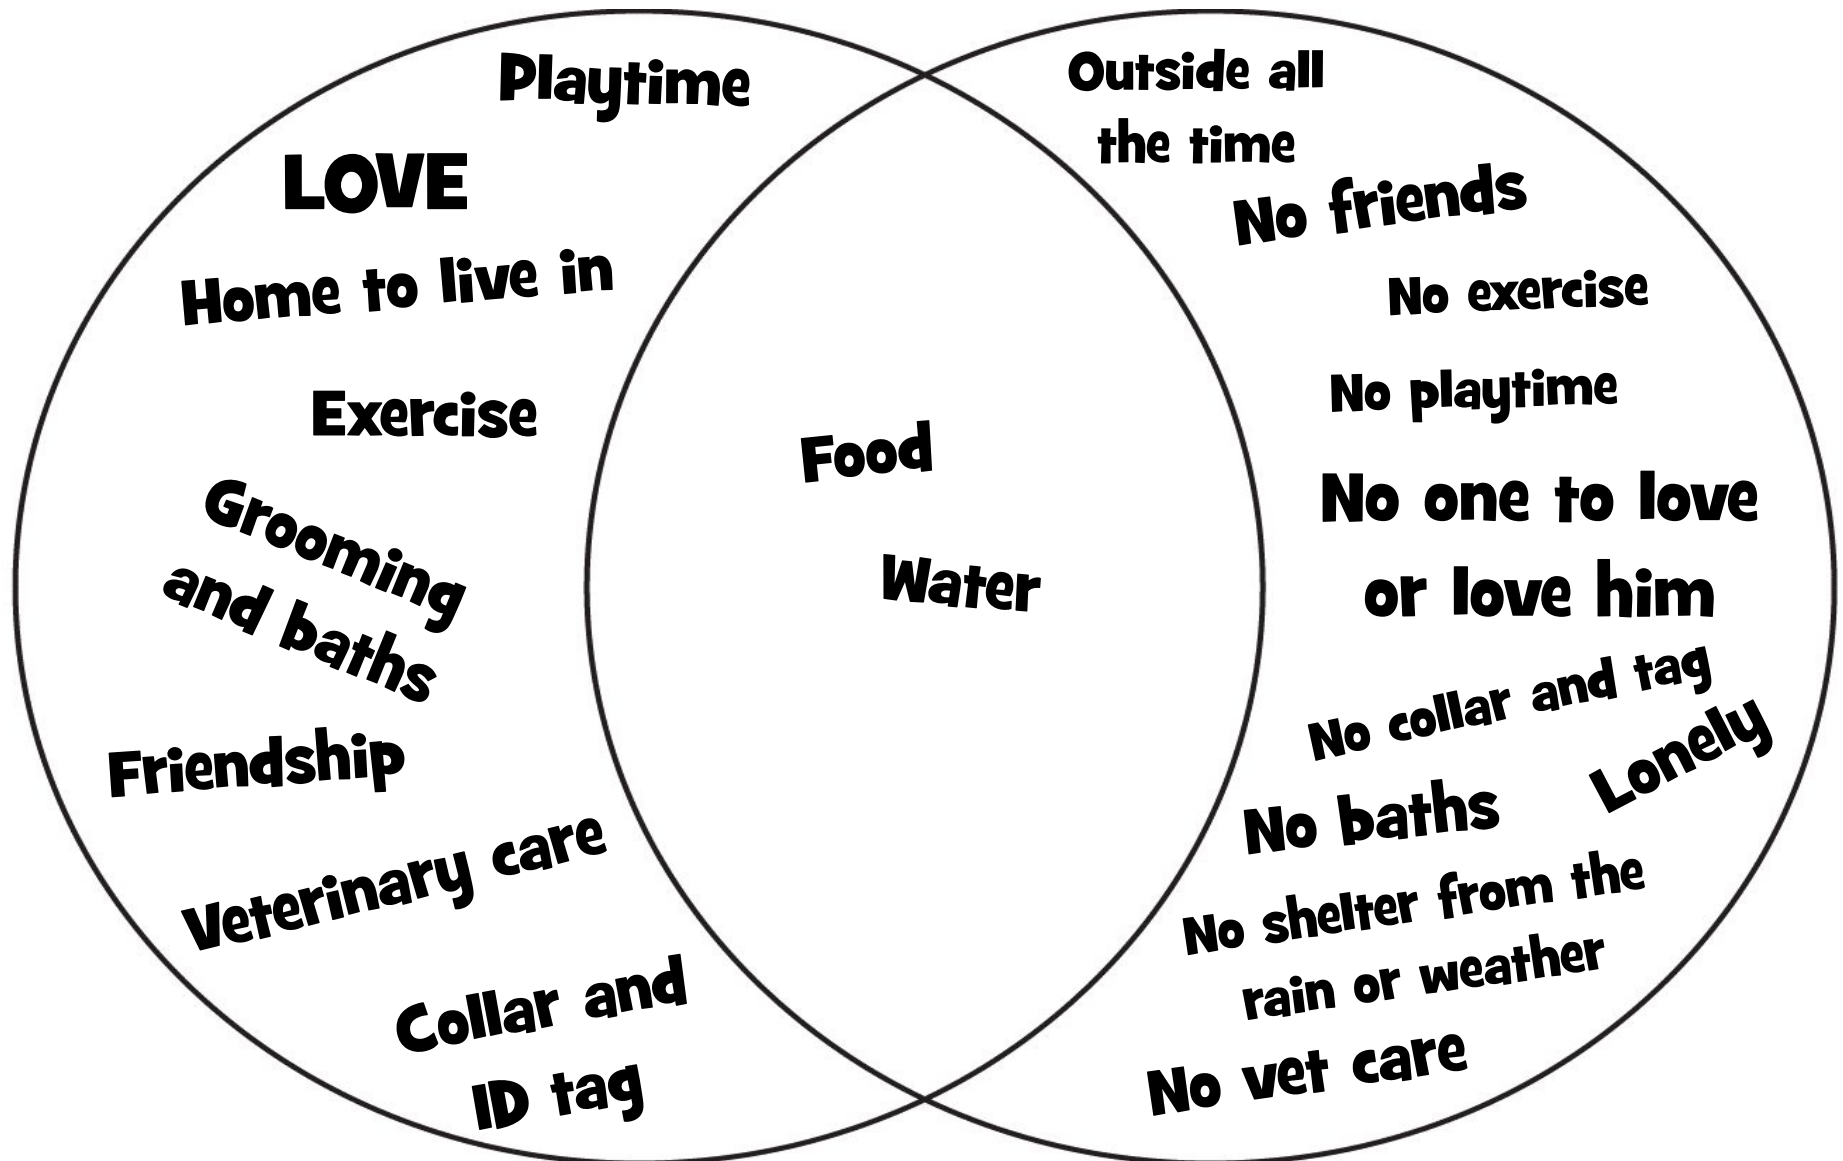 Playtime
LOVE
Home to live in
Exercise
Grooming
and baths
Friendship
Veterinary care
Collar and
ID tag
Food
Water
Outside all
the time
No friends
No exercise
No playtime
No one to love
or love him
No collar and tag
Lonely
No baths
No shelter from the
rain or weather
No vet care